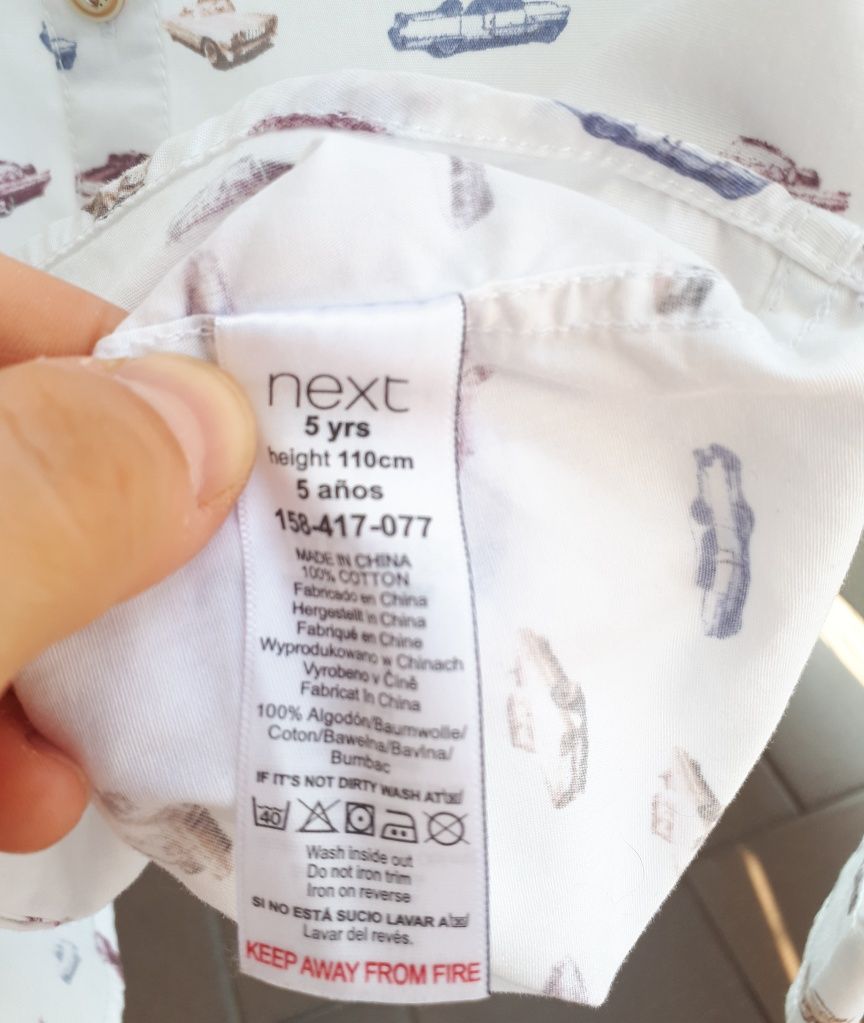 next
5 yrs
height 110cm
5 años
158-417-077
MADE IN CHINA
100% COTTON
Fabricado en China
Hergestellt in China
Fabriqué en Chine
Wyprodukowano w Chinach
Vyrobeno v Čině
Fabricat în China
100% Algodón/Baumwolle/
Coton/Bawełna/Bavlna/
Bumbac
IF IT'S NOT DIRTY WASH AT 30
40
Wash inside out
Do not iron trim
Iron on reverse
SI NO ESTÁ SUCIO LAVAR A 30
Lavar del revés.
KEEP AWAY FROM FIRE